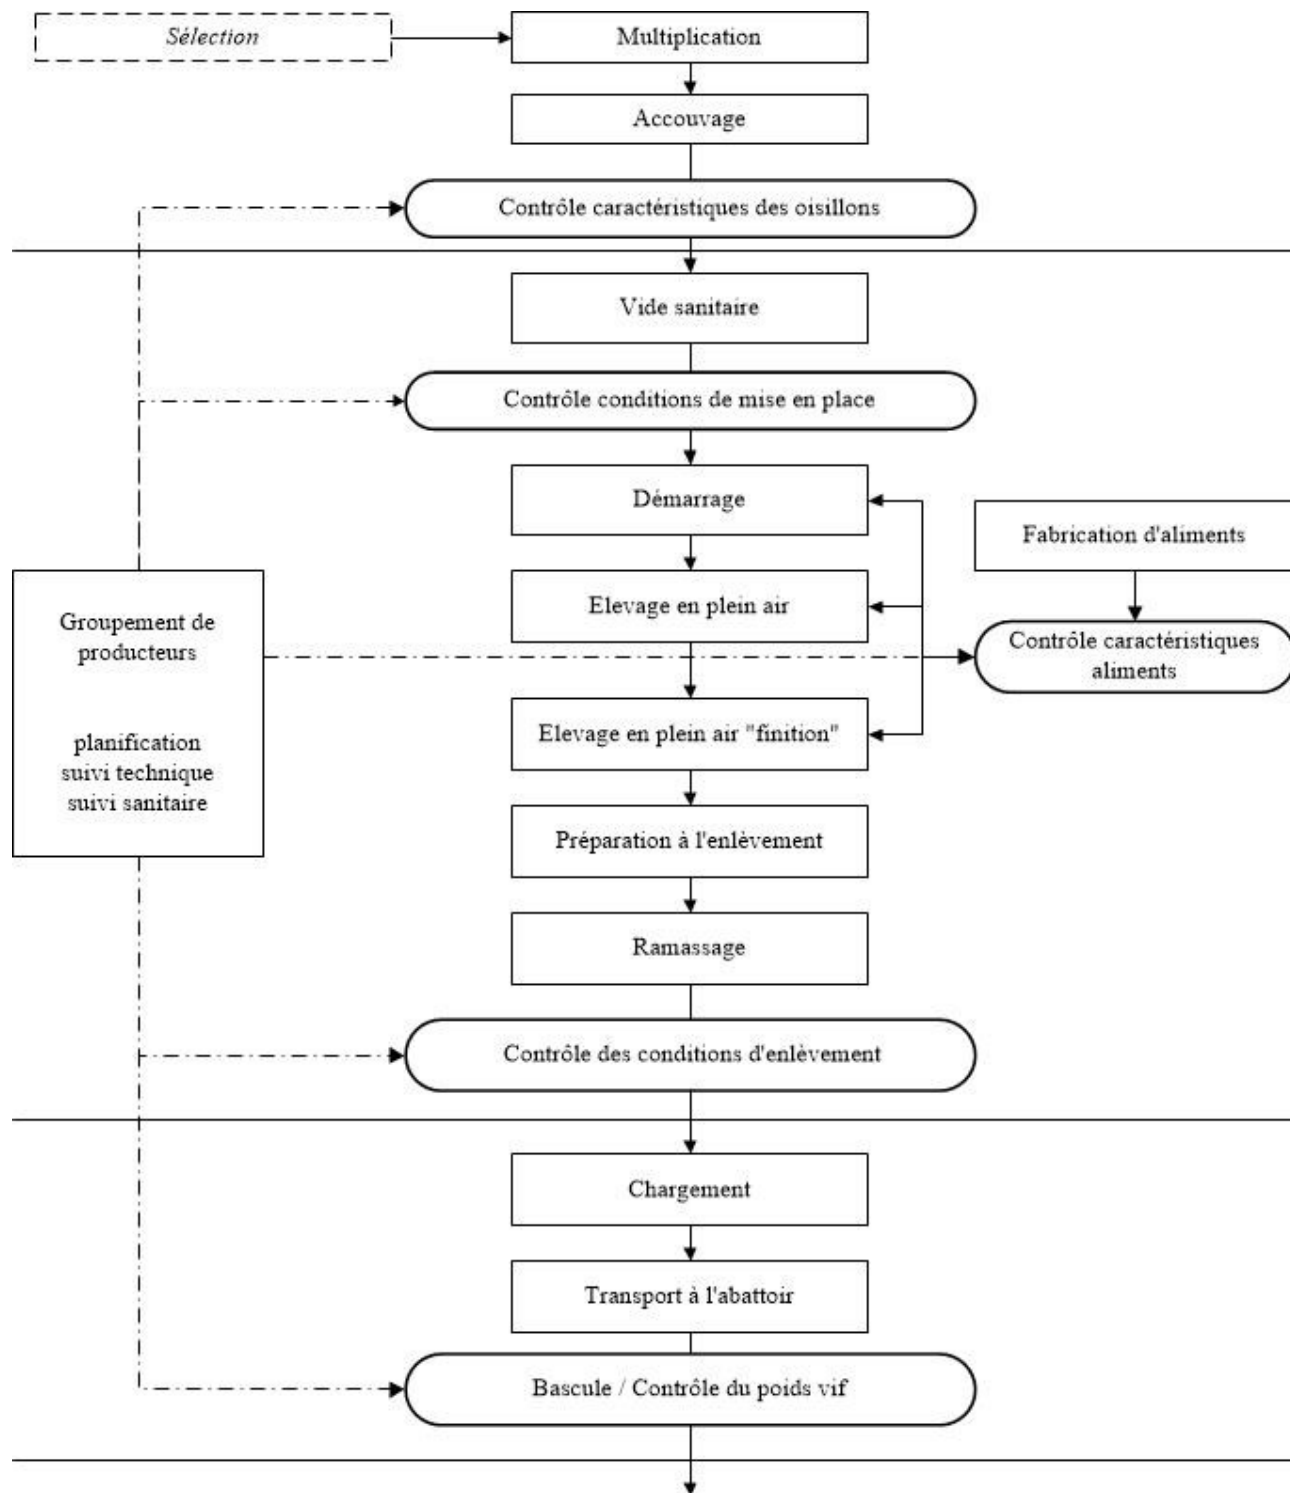 Sélection
Multiplication
Accouvage
Contrôle caractéristiques des oisillons
Vide sanitaire
Contrôle conditions de mise en place
Démarrage
Fabrication d'aliments
Elevage en plein air
Groupement de
producteurs
planification
suivi technique
suivi sanitaire
Contrôle caractéristiques
aliments
Elevage en plein air "finition"
Préparation à l'enlèvement
Ramassage
Contrôle des conditions d'enlèvement
Chargement
Transport à l'abattoir
Bascule / Contrôle du poids vif